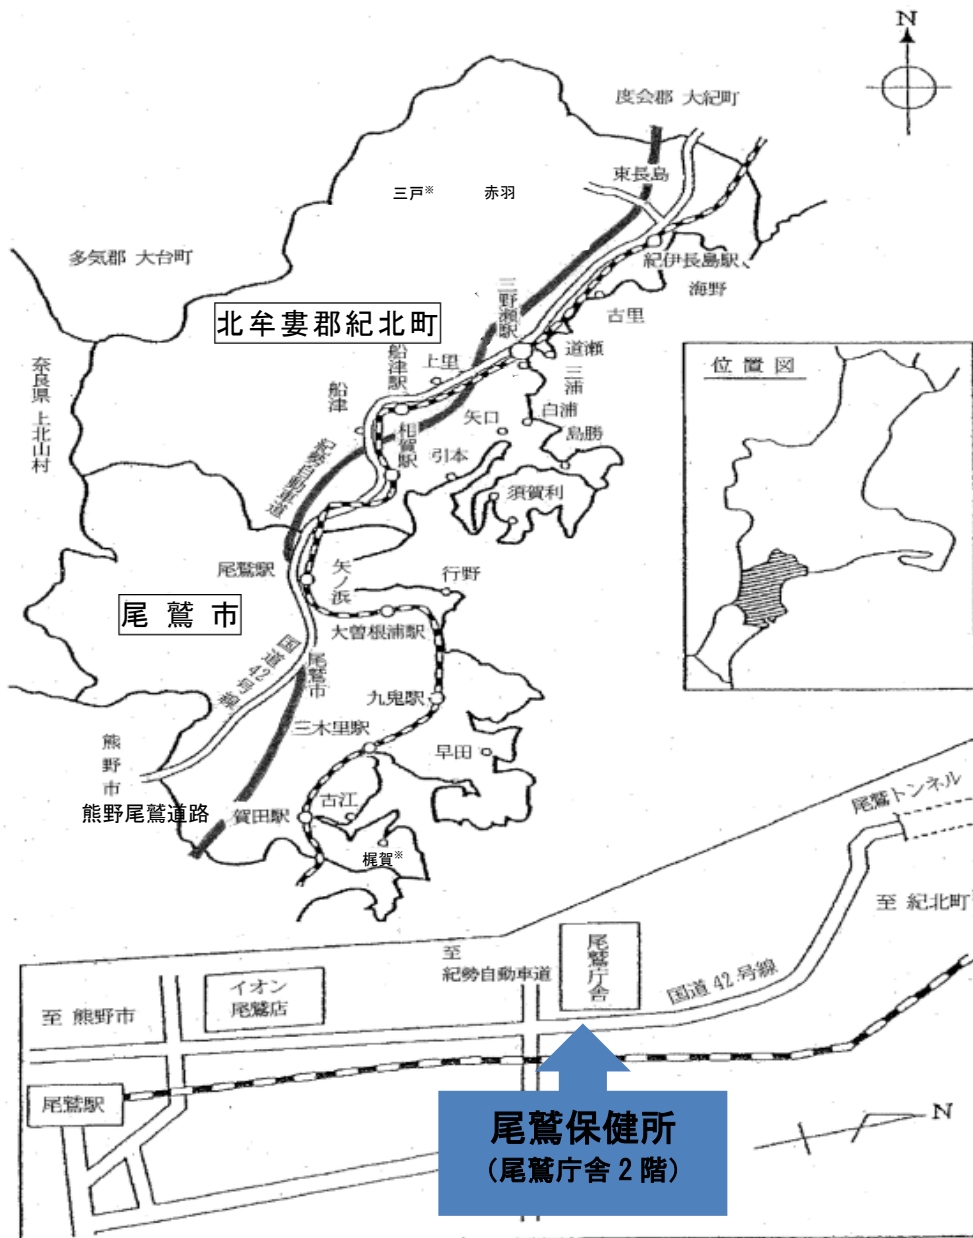 N
度会郡 大紀町
東長島
三戸※
赤羽
多気郡 大台町
紀伊長島駅
海野
三野瀬駅
古里
北牟婁郡紀北町
道瀬
位置図
船津駅
上里
三浦
奈良県 上北山村
船津
白浦
矢口
島勝
相賀駅
引本
紀勢自動車道
須賀利
尾鷲駅
矢ノ浜
行野
尾鷲市
大曽根浦駅
国道42号線
尾鷲市
九鬼駅
三木里駅
早田
熊野市
熊野尾鷲道路
賀田駅
古江
梶賀※
尾鷲トンネル
至 紀北町
至
紀勢自動車道
尾鷲庁舎
イオン
尾鷲店
国道 42 号線
至 熊野市
尾鷲駅
尾鷲保健所
（尾鷲庁舎 2 階）
N